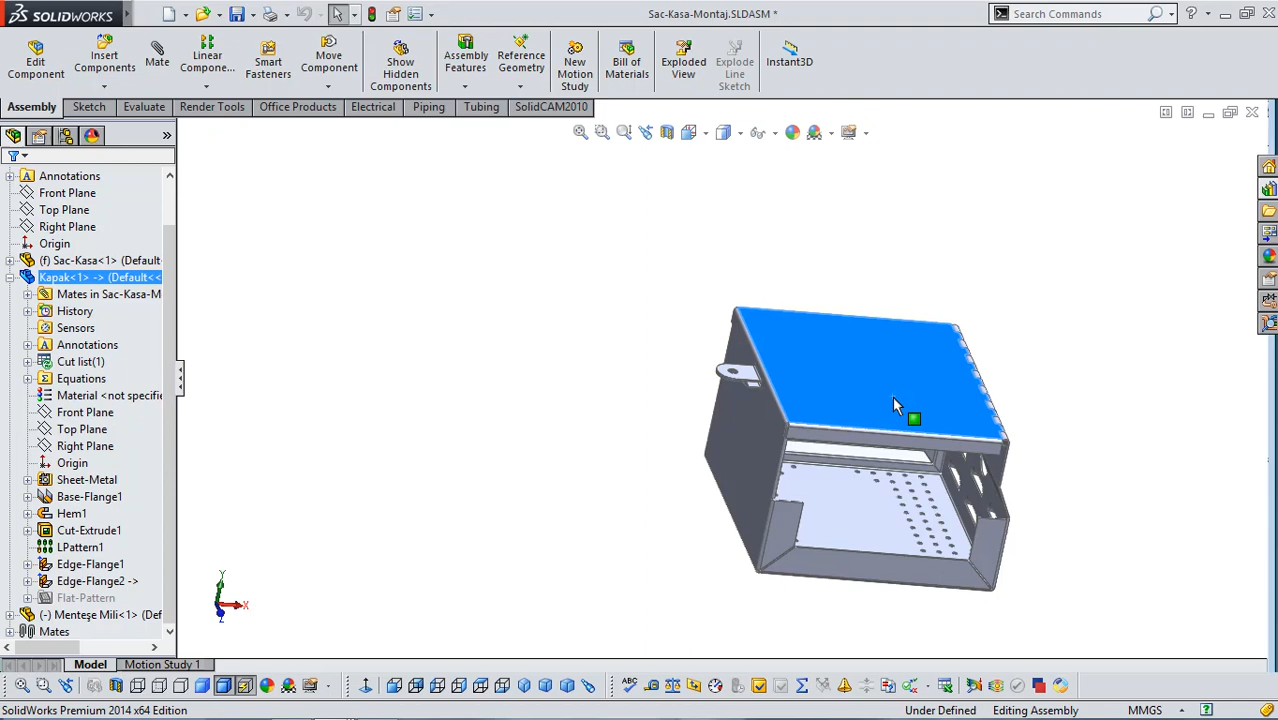 SOLIDWORKS
Sac-Kasa-Montaj.SLDASM *
Search Commands
Edit Component
Insert Components
Mate
Linear Compone...
Smart Fasteners
Move Component
Show Hidden Components
Assembly Features
Reference Geometry
New Motion Study
Bill of Materials
Exploded View
Explode Line Sketch
Instant3D
Assembly
Sketch
Evaluate
Render Tools
Office Products
Electrical
Piping
Tubing
SolidCAM2010
Annotations
Front Plane
Top Plane
Right Plane
Origin
(f) Sac-Kasa<1> (Default
Kapak<1> -> (Default<<
Mates in Sac-Kasa-M
History
Sensors
Annotations
Cut list(1)
Equations
Material <not specifie
Front Plane
Top Plane
Right Plane
Origin
Sheet-Metal
Base-Flange1
Hem1
Cut-Extrude1
LPattern1
Edge-Flange1
Edge-Flange2 ->
Flat-Pattern
(-) Menteşe Mili<1> (Def
Mates
Y
X
Z
Model
Motion Study 1
SolidWorks Premium 2014 x64 Edition
Under Defined
Editing Assembly
MMGS